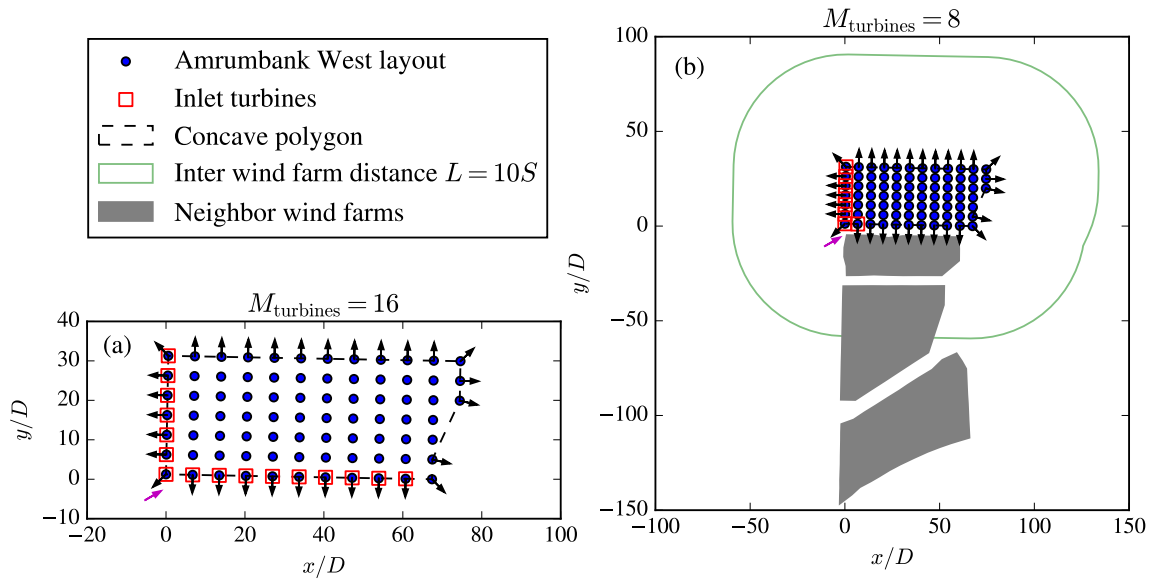 Amrumbank West layout
Inlet turbines
Concave polygon
Inter wind farm distance L = 10S
Neighbor wind farms
M_turbines = 16
(a)
40
30
20
10
0
−10
y/D
−20 0 20 40 60 80 100
x/D
M_turbines = 8
(b)
100
50
0
−50
−100
−150
y/D
−100 −50 0 50 100 150
x/D